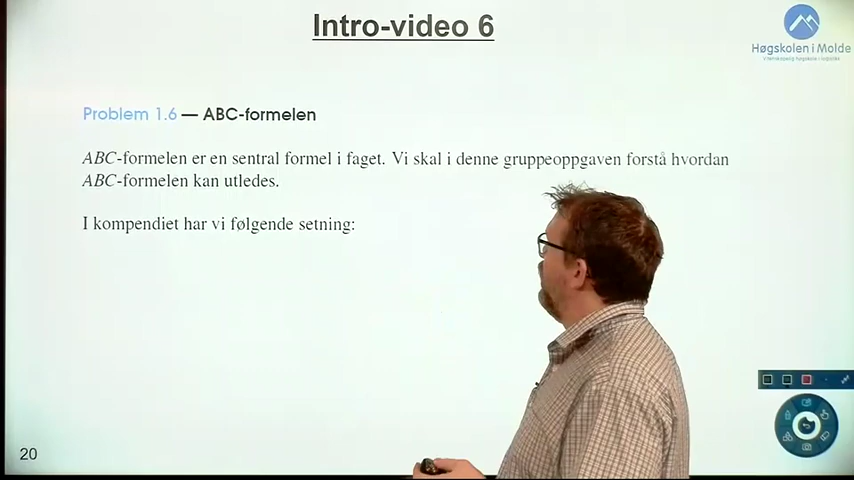 Intro-video 6
Høgskolen i Molde
Problem 1.6 — ABC-formelen
ABC-formelen er en sentral formel i faget. Vi skal i denne gruppeoppgaven forstå hvordan
ABC-formelen kan utledes.
I kompendiet har vi følgende setning:
20